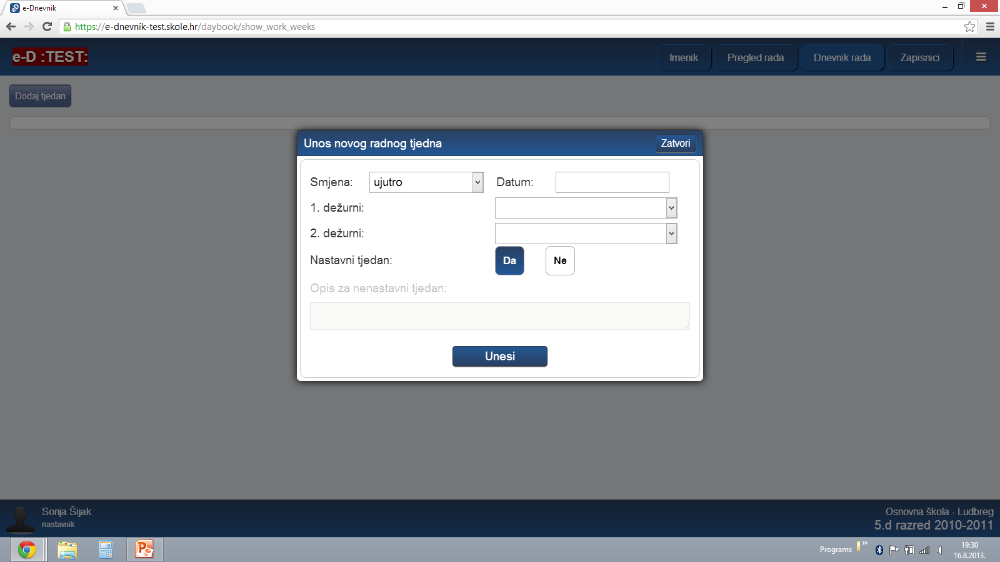 e-Dnevnik
https://e-dnevnik-test.skole.hr/daybook/show_work_weeks
e-D :TEST: Imenik Pregled rada Dnevnik rada Zapisnici
Dodaj tjedan
Unos novog radnog tjedna Zatvori
Smjena: ujutro Datum:
1. dežurni:
2. dežurni:
Nastavni tjedan: Da Ne
Opis za nenastavni tjedan:
Unesi
Sonja Šijak
nastavnik
Osnovna škola - Ludbreg
5.d razred 2010-2011
Programs
19:30
16.8.2013.